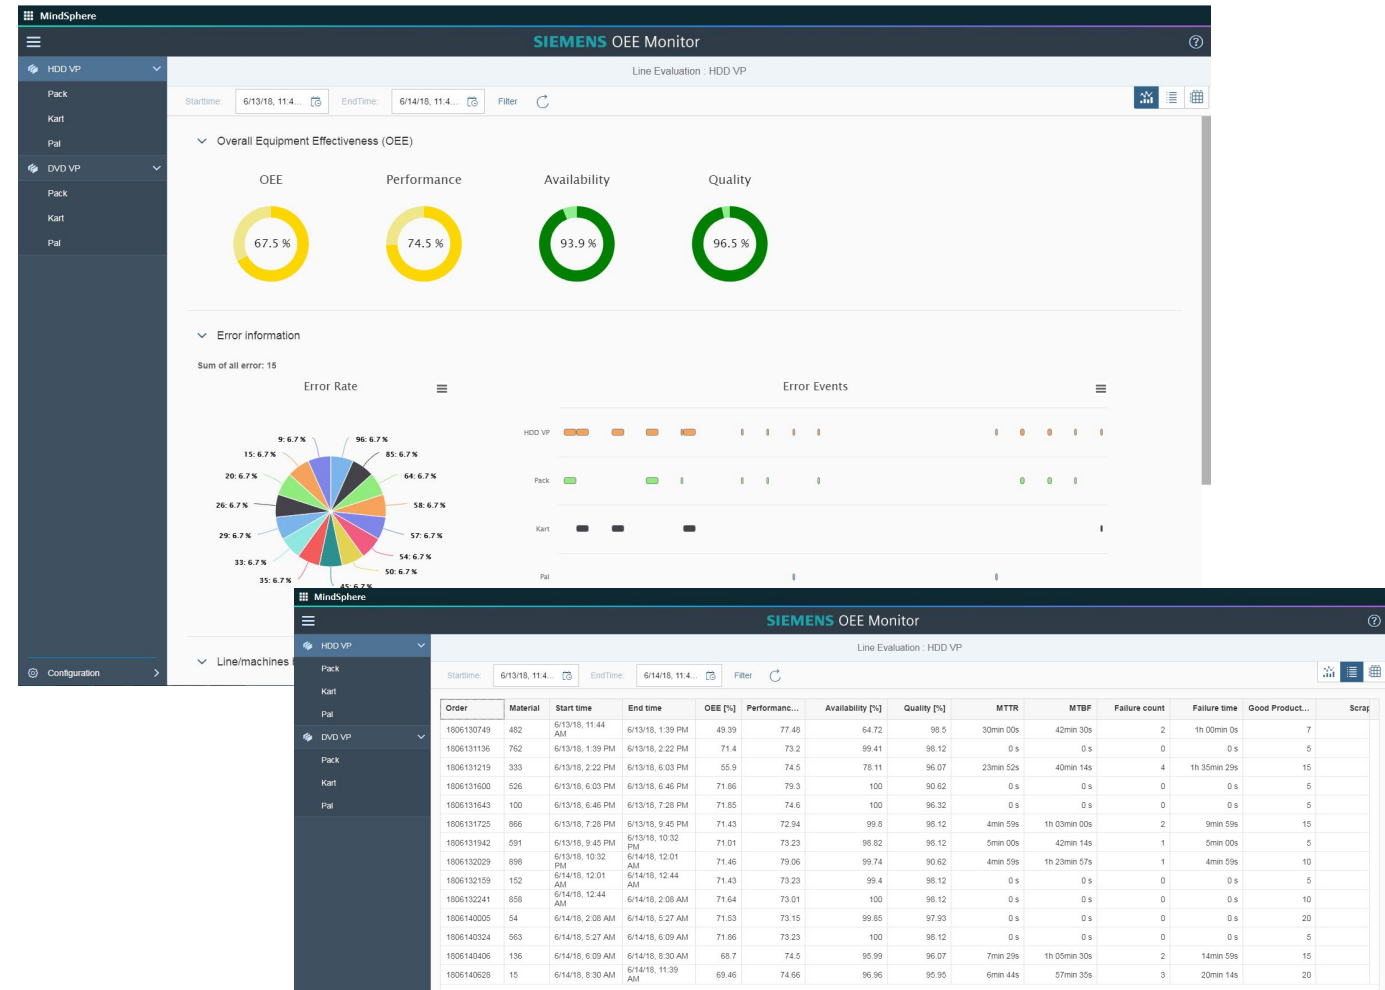 MindSphere
SIEMENS OEE Monitor
HDD VP
Line Evaluation : HDD VP
Pack
Kart
Pal
DVD VP
Pack
Kart
Pal
Configuration
Starttime: 6/13/18, 11:4... EndTime: 6/14/18, 11:4... Filter
Overall Equipment Effectiveness (OEE)
OEE Performance Availability Quality
67.5 % 74.5 % 93.9 % 96.5 %
Error information
Sum of all error: 15
Error Rate
96: 6.7 %
85: 6.7 %
64: 6.7 %
58: 6.7 %
57: 6.7 %
54: 6.7 %
50: 6.7 %
45: 6.7 %
35: 6.7 %
33: 6.7 %
29: 6.7 %
26: 6.7 %
20: 6.7 %
15: 6.7 %
9: 6.7 %
Error Events
HDD VP
Pack
Kart
Pal
Line/machines
MindSphere
SIEMENS OEE Monitor
HDD VP
Line Evaluation : HDD VP
Pack
Kart
Pal
DVD VP
Pack
Kart
Pal
Starttime: 6/13/18, 11:4... EndTime: 6/14/18, 11:4... Filter
Order Material Start time End time OEE [%] Performanc... Availability [%] Quality [%] MTTR MTBF Failure count Failure time Good Product... Scrap
1806130749 482 6/13/18, 11:44 AM 6/13/18, 1:39 PM 49.39 77.48 64.72 98.5 30min 00s 42min 30s 2 1h 00min 0s 7
1806131136 762 6/13/18, 1:39 PM 6/13/18, 2:22 PM 71.4 73.2 99.41 98.12 0 s 0 s 0 0 s 5
1806131219 333 6/13/18, 2:22 PM 6/13/18, 6:03 PM 55.9 74.5 78.11 96.07 23min 52s 40min 14s 4 1h 35min 29s 15
1806131600 526 6/13/18, 6:03 PM 6/13/18, 6:46 PM 71.86 79.3 100 90.62 0 s 0 s 0 0 s 5
1806131643 100 6/13/18, 6:46 PM 6/13/18, 7:28 PM 71.85 74.6 100 96.32 0 s 0 s 0 0 s 5
1806131725 866 6/13/18, 7:28 PM 6/13/18, 9:45 PM 71.43 72.94 99.8 98.12 4min 59s 1h 03min 00s 2 9min 59s 15
1806131942 591 6/13/18, 9:45 PM 6/13/18, 10:32 PM 71.01 73.23 98.82 98.12 5min 00s 42min 14s 1 5min 00s 5
1806132029 898 6/13/18, 10:32 PM 6/14/18, 12:01 AM 71.46 79.06 99.74 90.62 4min 59s 1h 23min 57s 1 4min 59s 10
1806132159 152 6/14/18, 12:01 AM 6/14/18, 12:44 AM 71.43 73.23 99.4 98.12 0 s 0 s 0 0 s 5
1806132241 858 6/14/18, 12:44 AM 6/14/18, 2:08 AM 71.64 73.01 100 98.12 0 s 0 s 0 0 s 10
1806140005 54 6/14/18, 2:08 AM 6/14/18, 5:27 AM 71.53 73.15 99.85 97.93 0 s 0 s 0 0 s 20
1806140324 563 6/14/18, 5:27 AM 6/14/18, 6:09 AM 71.86 73.23 100 98.12 0 s 0 s 0 0 s 5
1806140406 136 6/14/18, 6:09 AM 6/14/18, 8:30 AM 68.7 74.5 95.99 96.07 7min 29s 1h 05min 30s 2 14min 59s 15
1806140628 15 6/14/18, 8:30 AM 6/14/18, 11:39 AM 69.46 74.66 96.96 95.95 6min 44s 57min 35s 3 20min 14s 20